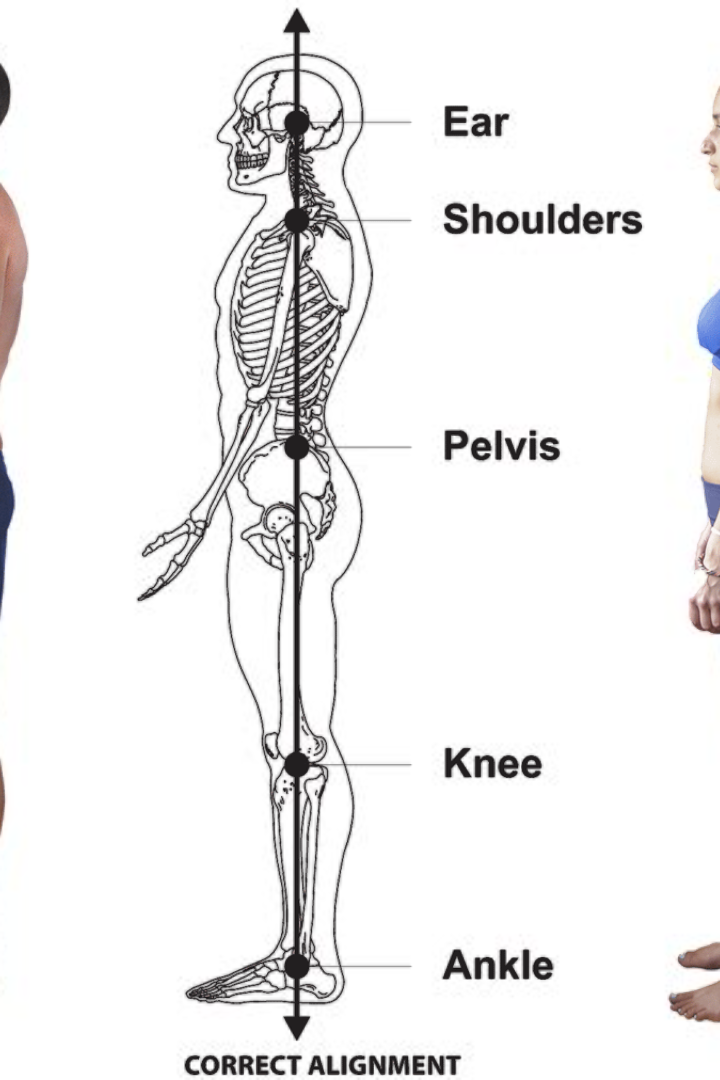 Ear
Shoulders
Pelvis
Knee
Ankle
CORRECT ALIGNMENT